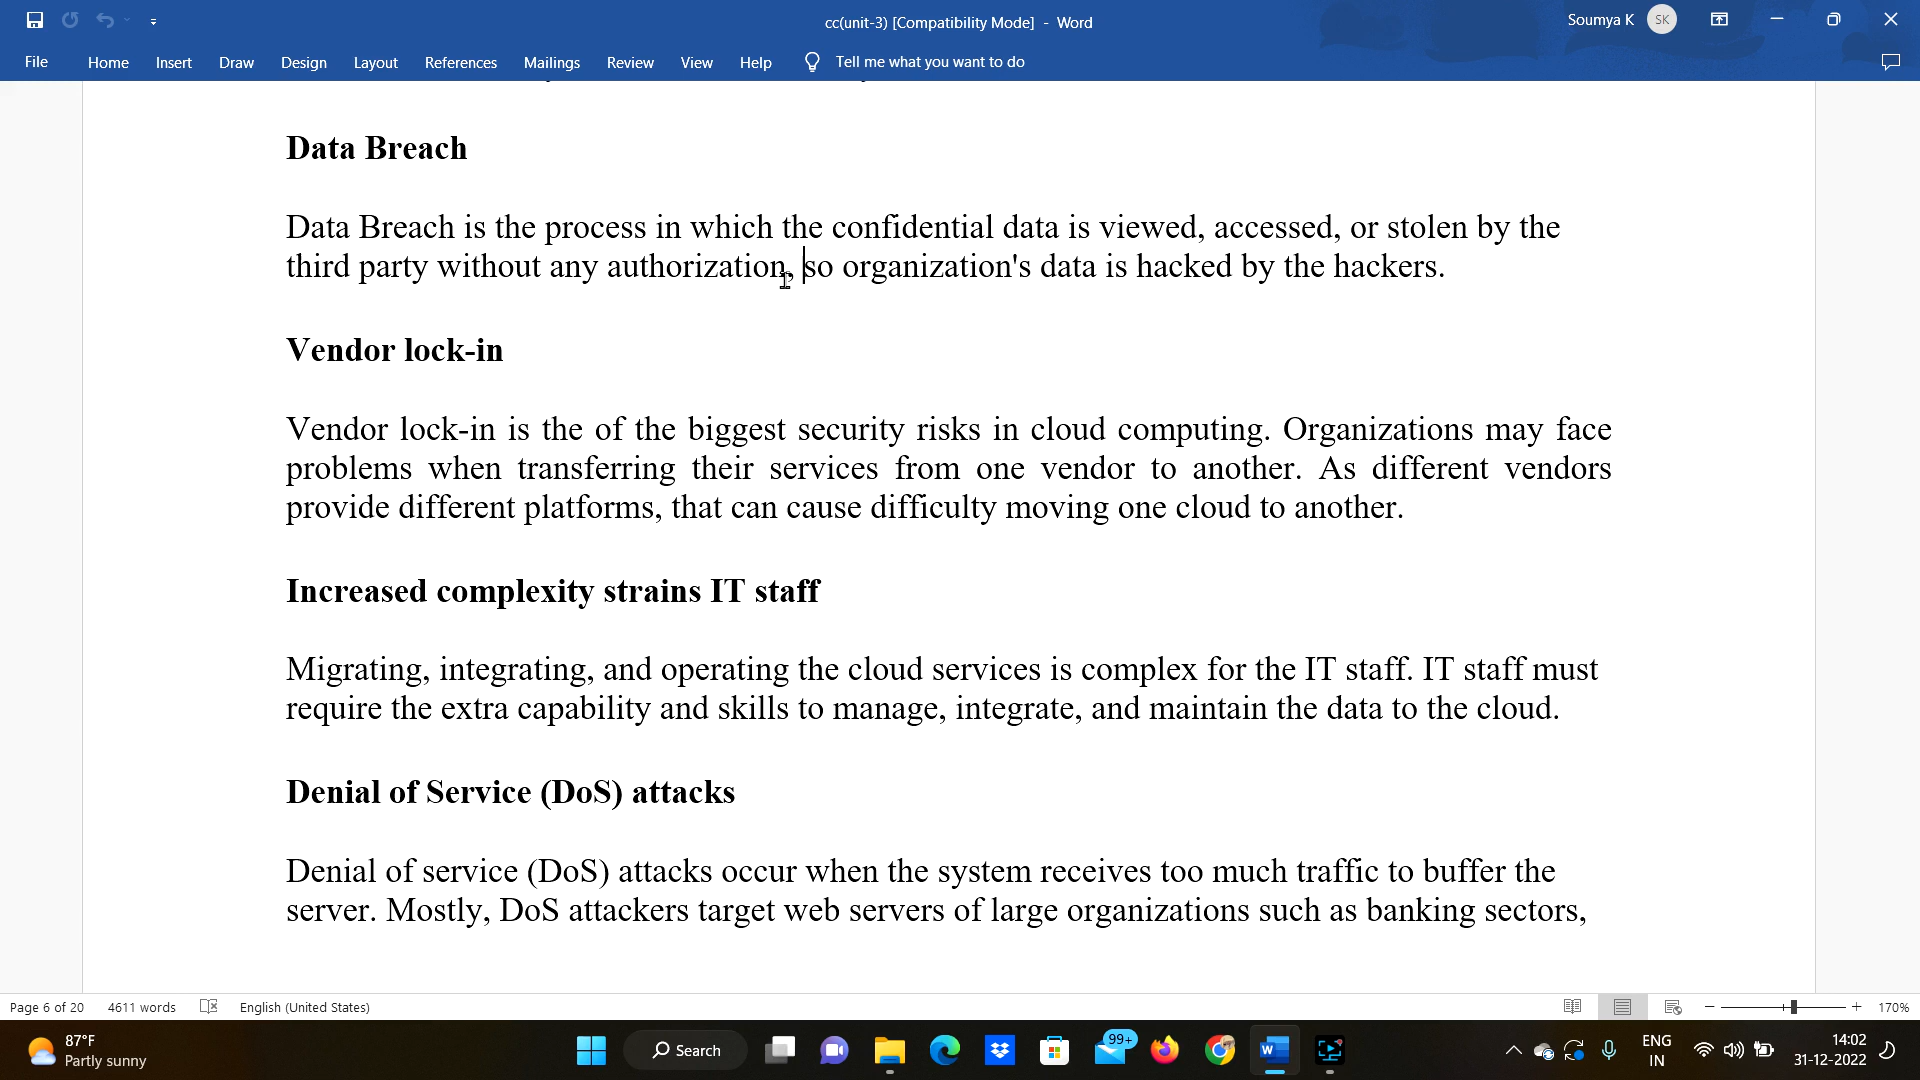 cc(unit-3) [Compatibility Mode] - Word
Soumya K
SK
File
Home
Insert
Draw
Design
Layout
References
Mailings
Review
View
Help
Tell me what you want to do
Data Breach
Data Breach is the process in which the confidential data is viewed, accessed, or stolen by the
third party without any authorization, so organization's data is hacked by the hackers.
Vendor lock-in
Vendor lock-in is the of the biggest security risks in cloud computing. Organizations may face
problems when transferring their services from one vendor to another. As different vendors
provide different platforms, that can cause difficulty moving one cloud to another.
Increased complexity strains IT staff
Migrating, integrating, and operating the cloud services is complex for the IT staff. IT staff must
require the extra capability and skills to manage, integrate, and maintain the data to the cloud.
Denial of Service (DoS) attacks
Denial of service (DoS) attacks occur when the system receives too much traffic to buffer the
server. Mostly, DoS attackers target web servers of large organizations such as banking sectors,
Page 6 of 20
4611 words
English (United States)
170%
87°F
Partly sunny
Search
99+
ENG
IN
14:02
31-12-2022